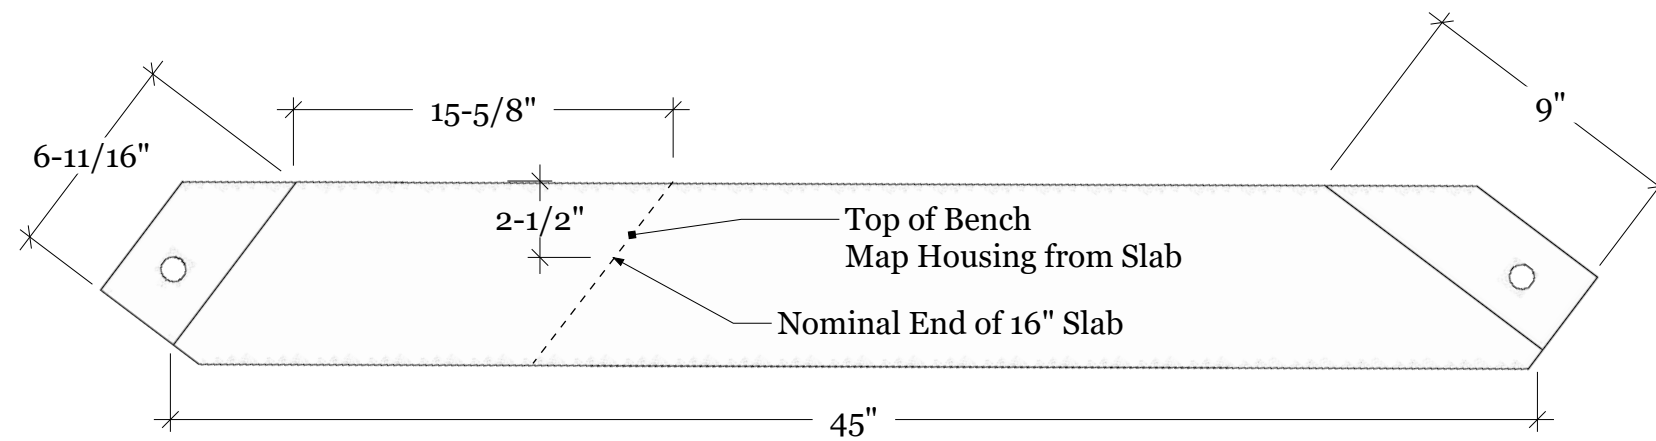 9"
15-5/8"
6-11/16"
2-1/2"
Top of Bench
Map Housing from Slab
Nominal End of 16" Slab
45"